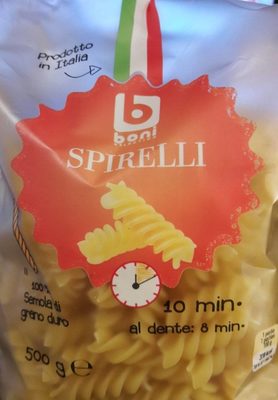 Prodotto
in Italia
b
boni
SPIRELLI
100%
Semola di
grano duro
10 min.
al dente: 8 min.
500 g e